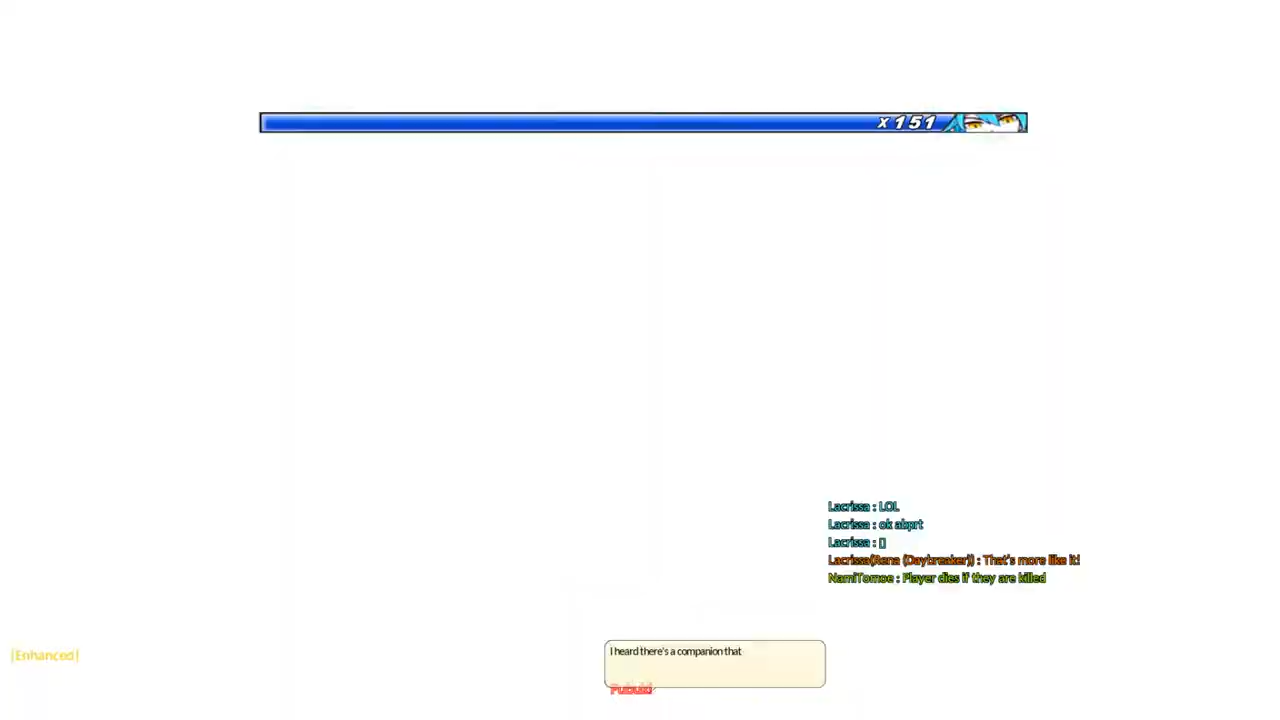 x151
Lacrissa : LOL
Lacrissa : ok abprt
Lacrissa : []
Lacrissa(Rena (Daybreaker)) : That's more like it!
NamiTomoe : Player dies if they are killed
I heard there's a companion that
[Enhanced]